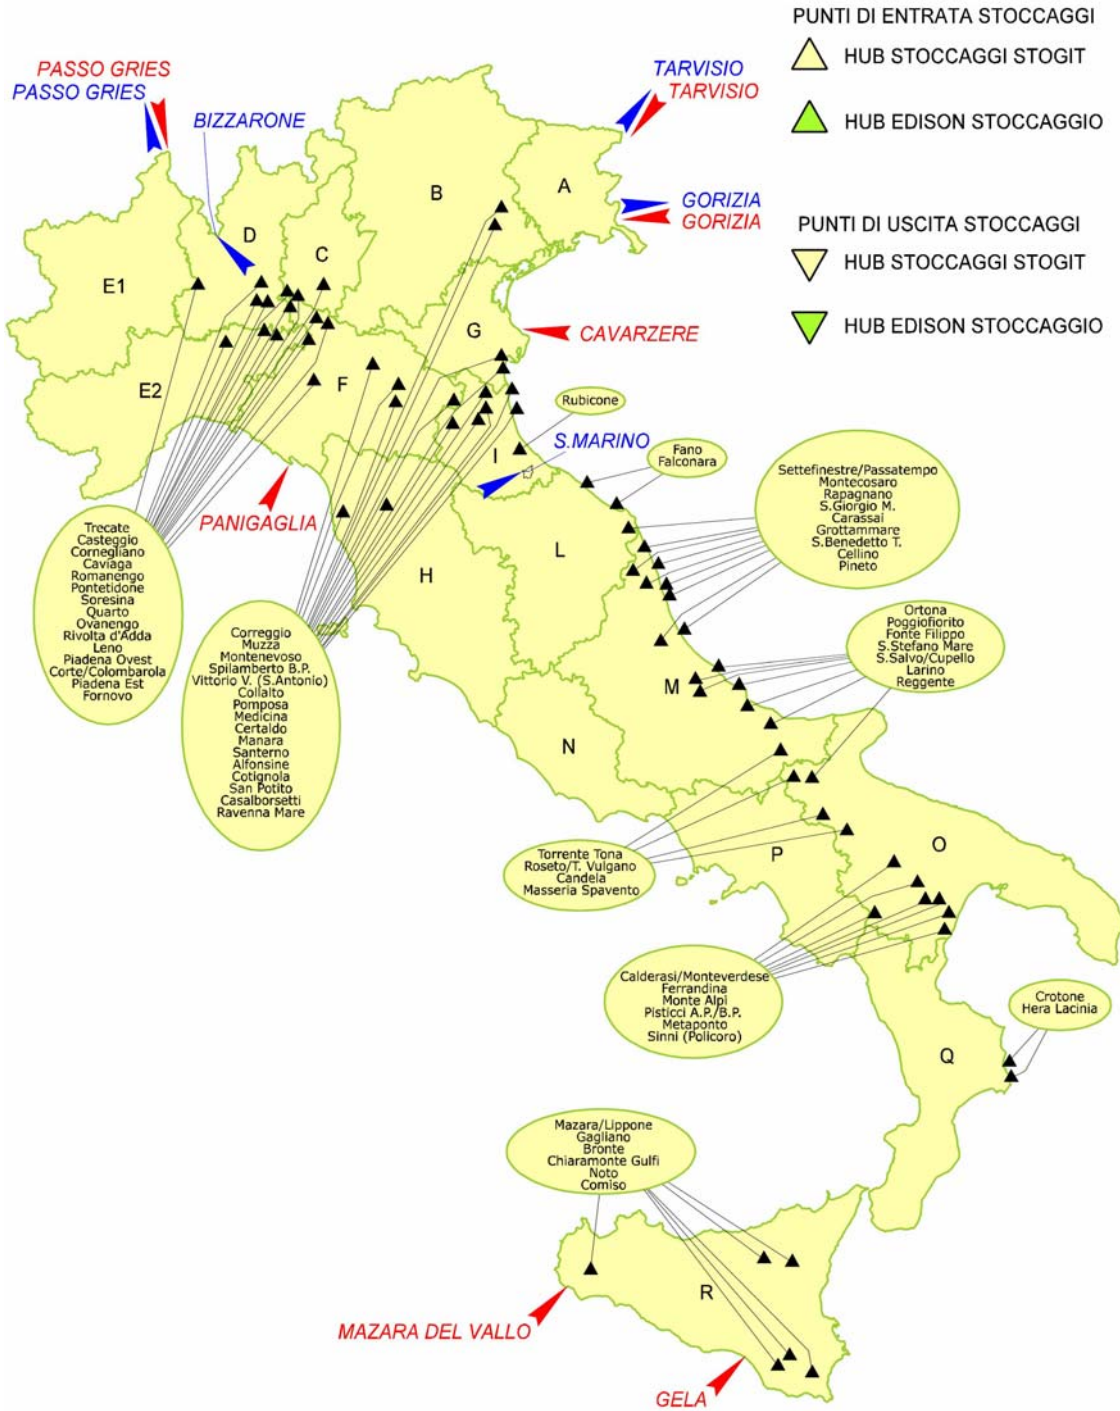 PUNTI DI ENTRATA STOCCAGGI
HUB STOCCAGGI STOGIT
HUB EDISON STOCCAGGIO
PUNTI DI USCITA STOCCAGGI
HUB STOCCAGGI STOGIT
HUB EDISON STOCCAGGIO
PASSO GRIES
PASSO GRIES
BIZZARONE
TARVISIO
TARVISIO
GORIZIA
GORIZIA
B
A
D
C
E1
G
CAVARZERE
E2
F
Rubicone
S.MARINO
I
Fano
Falconara
PANIGAGLIA
Settefinestre/Passatempo
Montecosaro
Rapagnano
S.Giorgio M.
Carassai
Grottammare
S.Benedetto T.
Cellino
Pineto
L
H
Trecate
Casteggio
Cornegliano
Caviaga
Romanengo
Pontetidone
Soresina
Quarto
Ovanengo
Rivolta d'Adda
Leno
Piadena Ovest
Corte/Colombarola
Piadena Est
Fornovo
Correggio
Muzza
Montenevoso
Spilamberto B.P.
Vittorio V. (S.Antonio)
Collalto
Pomposa
Medicina
Certaldo
Manara
Santerno
Alfonsine
Cotignola
San Potito
Casalborsetti
Ravenna Mare
Ortona
Poggiofiorito
Fonte Filippo
S.Stefano Mare
S.Salvo/Cupello
Larino
Reggente
M
N
Torrente Tona
Roseto/T. Vulgano
Candela
Masseria Spavento
P
O
Calderasi/Monteverdese
Ferrandina
Monte Alpi
Pisticci A.P./B.P.
Metaponto
Sinni (Policoro)
Crotone
Hera Lacinia
Q
Mazara/Lippone
Gagliano
Bronte
Chiaramonte Gulfi
Noto
Comiso
R
MAZARA DEL VALLO
GELA